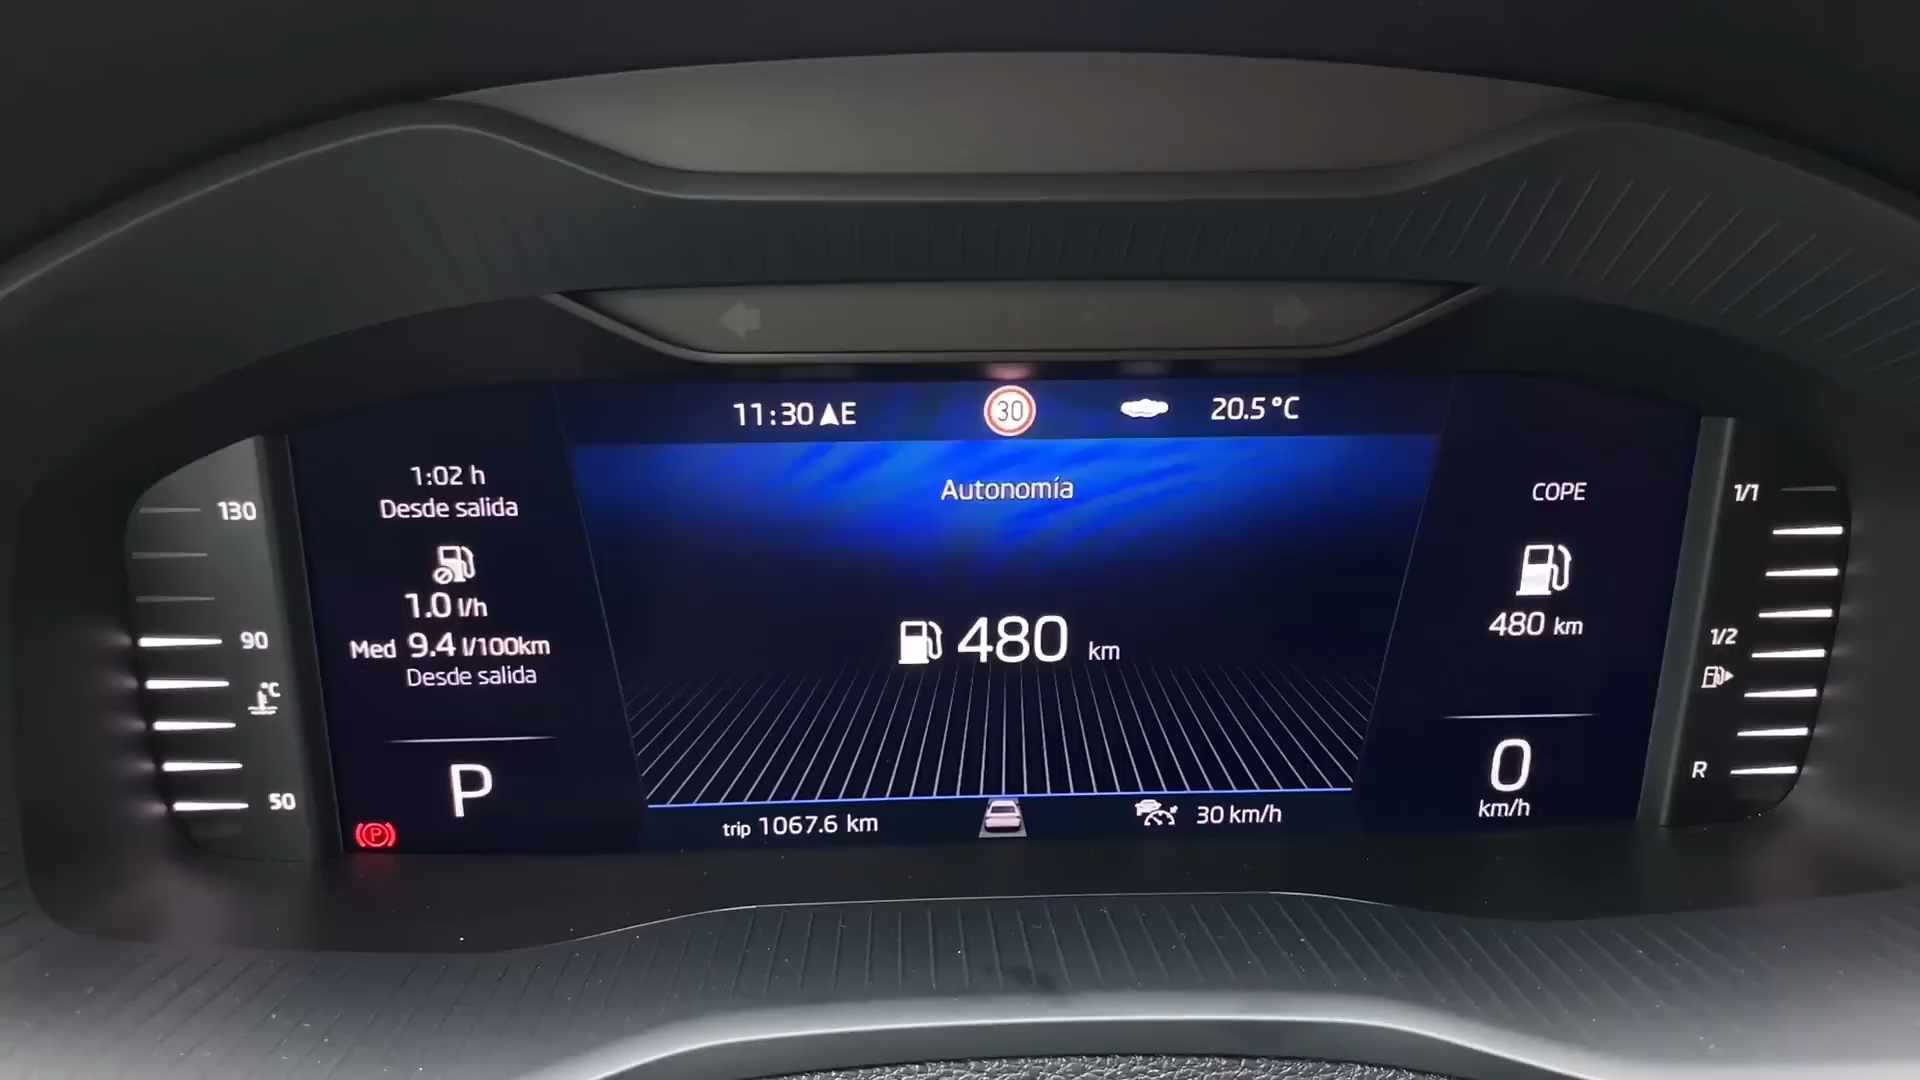 11:30 E
30
20.5 °C
1:02 h
Desde salida
1.0 l/h
Med 9.4 l/100km
Desde salida
P
P
130
90
°C
50
Autonomía
480 km
trip 1067.6 km
30 km/h
COPE
480 km
0
km/h
1/1
1/2
R